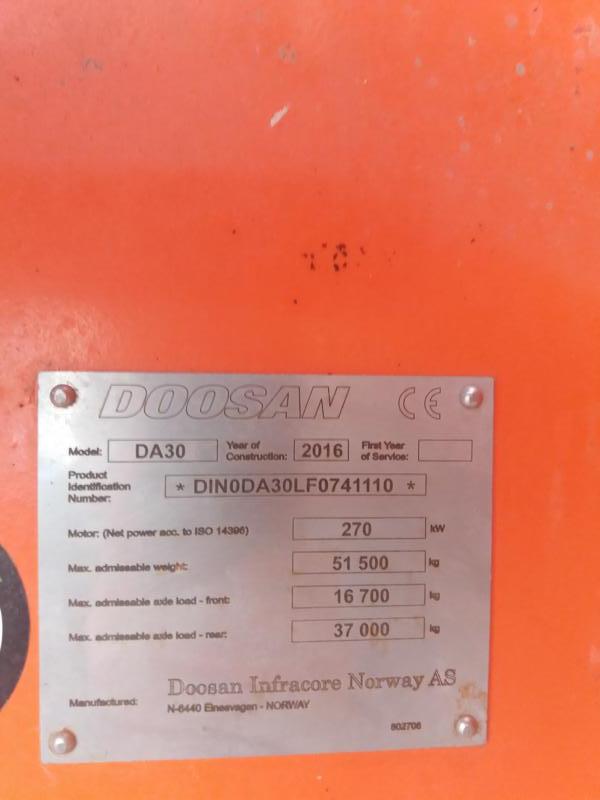 DOOSAN CE
Model: DA30 Year of Construction: 2016 First Year of Service:
Product Identification Number: * DIN0DA30LF0741110 *
Motor: (Net power acc. to ISO 14396) 270 kW
Max. admissable weight: 51 500 kg
Max. admissable axle load - front: 16 700 kg
Max. admissable axle load - rear: 37 000 kg
Doosan Infracore Norway AS
Manufactured: N-6440 Elnesvagen - NORWAY
802706